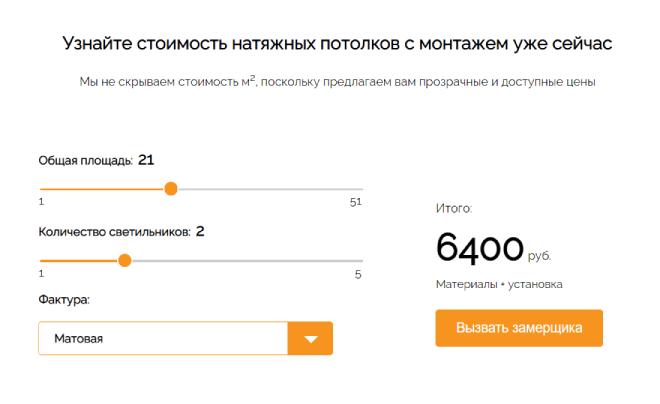 Узнайте стоимость натяжных потолков с монтажем уже сейчас
Мы не скрываем стоимость м², поскольку предлагаем вам прозрачные и доступные цены
Общая площадь: 21
1 51
Количество светильников: 2
1 5
Фактура:
Матовая
Итого:
6400 руб.
Материалы + установка
Вызвать замерщика